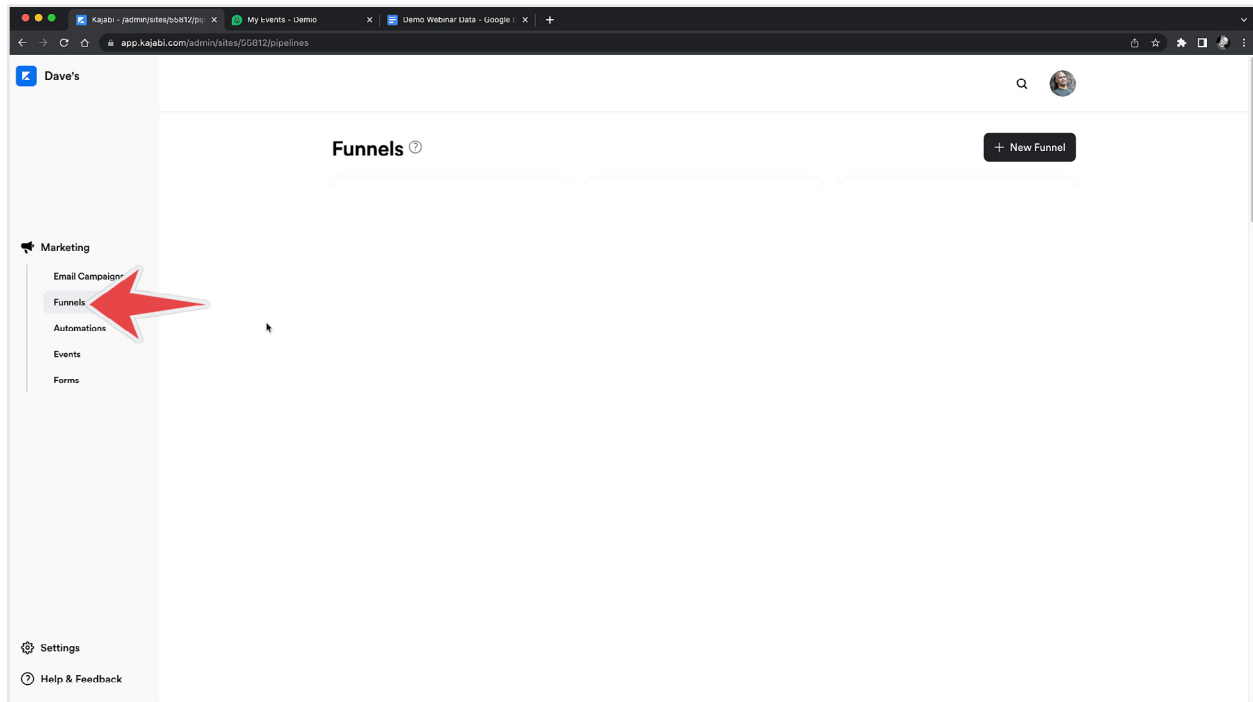 Kajabi - /admin/sites/55812/pip
My Events - Demio
Demo Webinar Data - Google
app.kajabi.com/admin/sites/55812/pipelines
Dave's
Funnels
+ New Funnel
Marketing
Email Campaigns
Funnels
Automations
Events
Forms
Settings
Help & Feedback